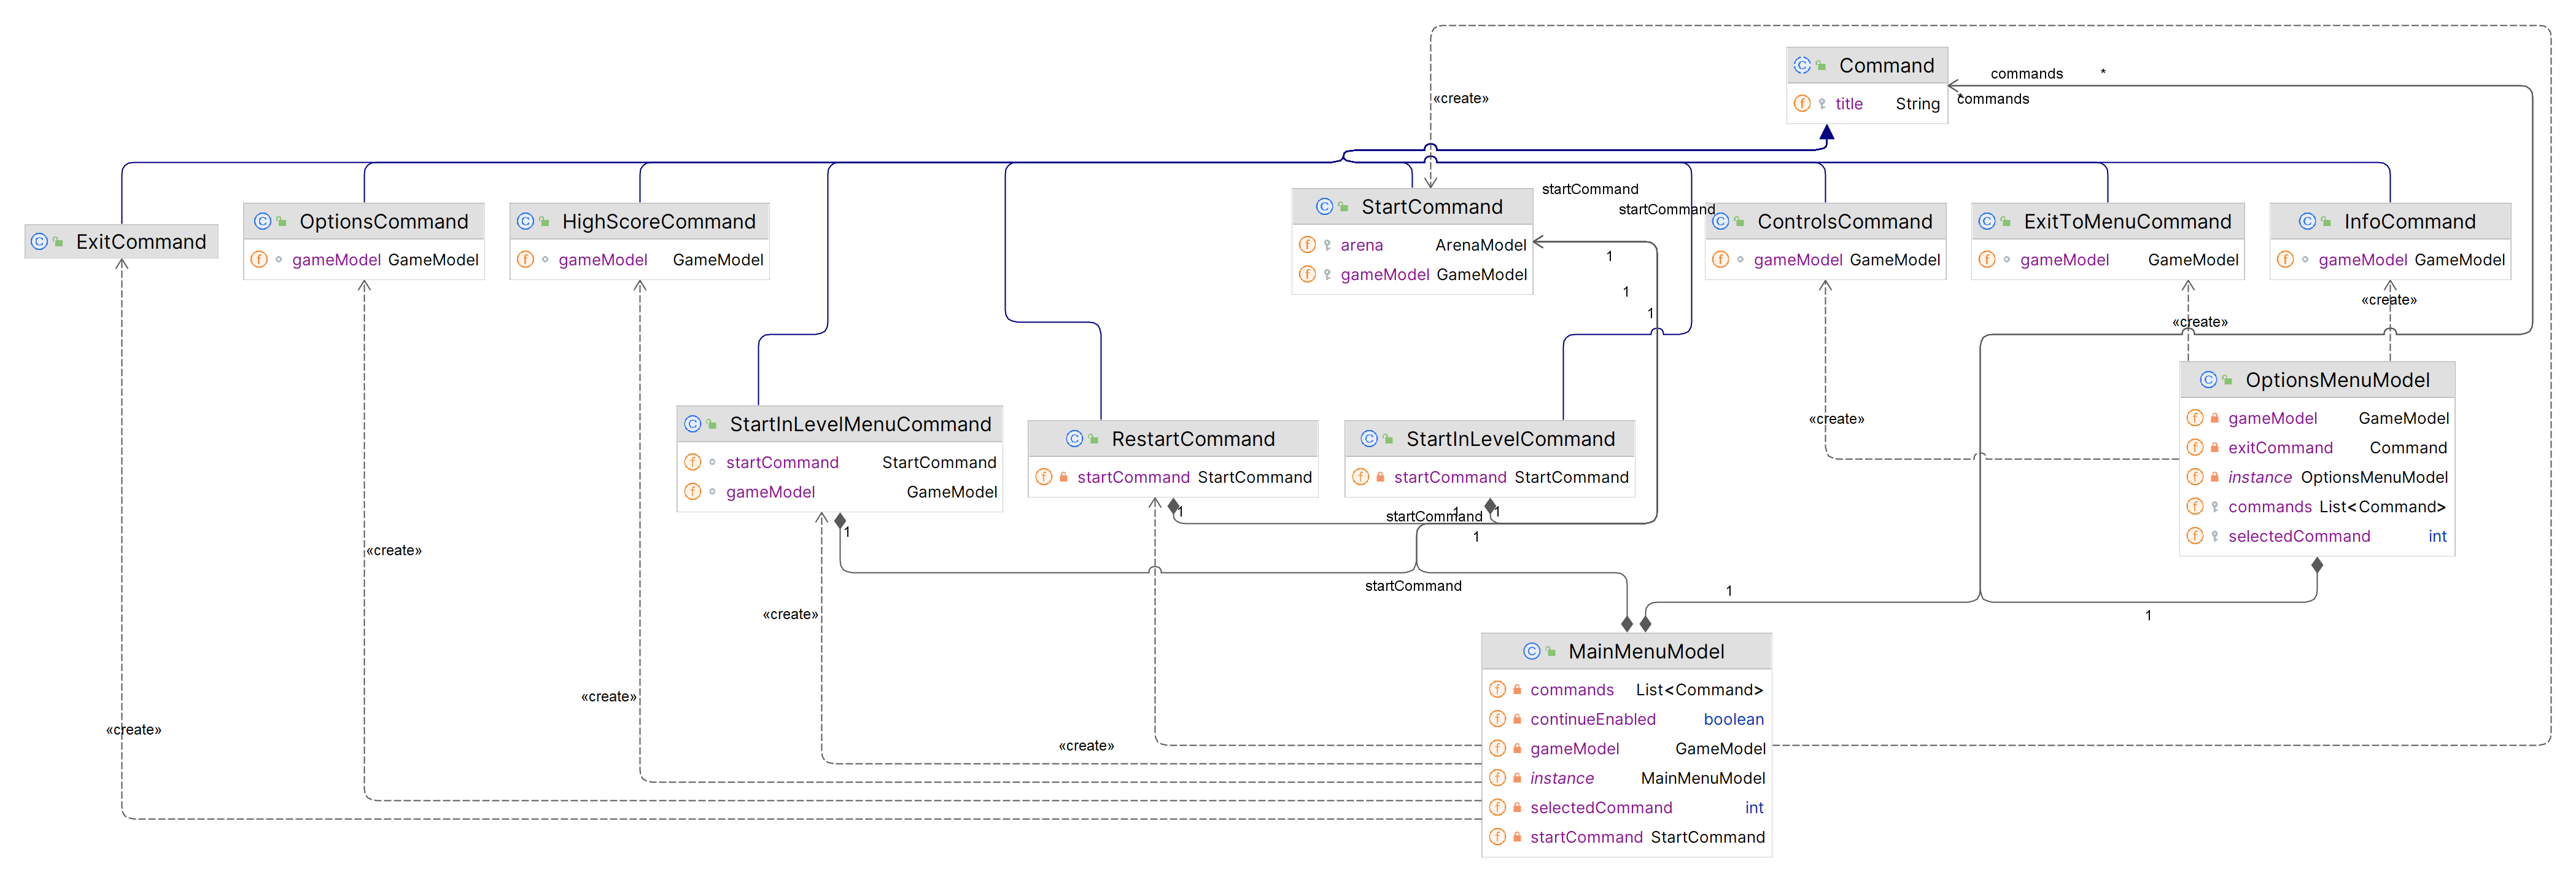 Command
title String
commands *
commands
*
«create»
ExitCommand
OptionsCommand
gameModel GameModel
HighScoreCommand
gameModel GameModel
StartCommand
arena ArenaModel
gameModel GameModel
startCommand
startCommand
1
1
1
ControlsCommand
gameModel GameModel
ExitToMenuCommand
gameModel GameModel
InfoCommand
gameModel GameModel
«create»
«create»
«create»
OptionsMenuModel
gameModel GameModel
exitCommand Command
instance OptionsMenuModel
commands List<Command>
selectedCommand int
StartInLevelMenuCommand
startCommand StartCommand
gameModel GameModel
RestartCommand
startCommand StartCommand
StartInLevelCommand
startCommand StartCommand
1
1
1
1
startCommand
1
startCommand
1
1
«create»
«create»
«create»
«create»
«create»
MainMenuModel
commands List<Command>
continueEnabled boolean
gameModel GameModel
instance MainMenuModel
selectedCommand int
startCommand StartCommand